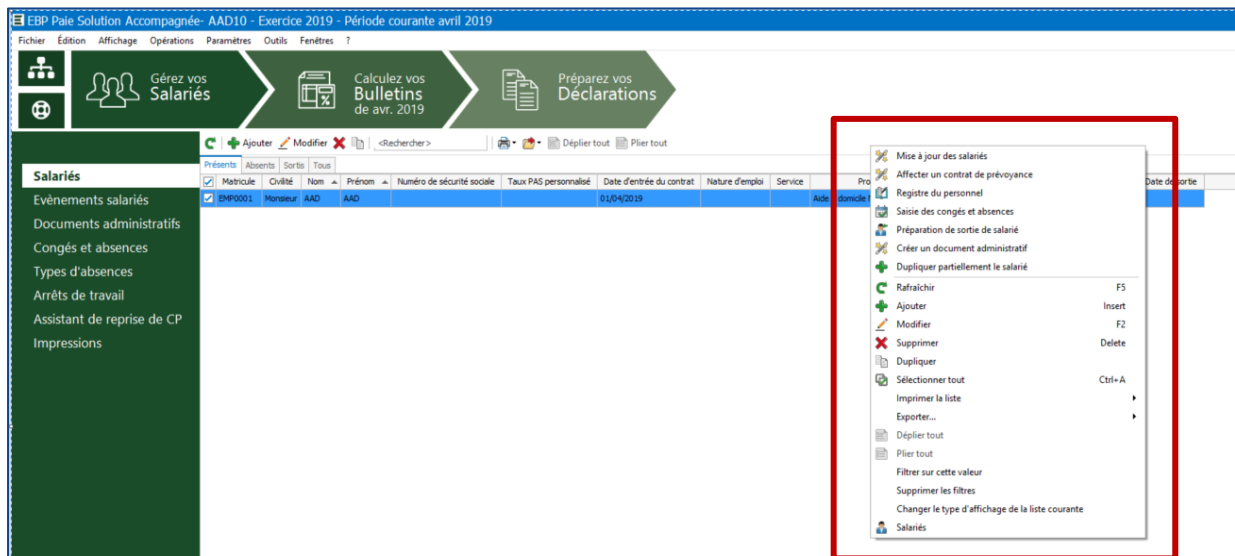 EBP Paie Solution Accompagnée- AAD10 - Exercice 2019 - Période courante avril 2019
Fichier Édition Affichage Opérations Paramètres Outils Fenêtres ?
Gérez vos
Salariés
Calculez vos
Bulletins
de avr. 2019
Préparez vos
Déclarations
Ajouter Modifier <Rechercher> Déplier tout Plier tout
Présents Absents Sortis Tous
Matricule Civilité Nom Prénom Numéro de sécurité sociale Taux PAS personnalisé Date d'entrée du contrat Nature d'emploi Service Pro Date de sortie
EMP0001 Monsieur AAD AAD 01/04/2019 Aide domicile
Salariés
Evènements salariés
Documents administratifs
Congés et absences
Types d'absences
Arrêts de travail
Assistant de reprise de CP
Impressions
Mise à jour des salariés
Affecter un contrat de prévoyance
Registre du personnel
Saisie des congés et absences
Préparation de sortie de salarié
Créer un document administratif
Dupliquer partiellement le salarié
Rafraîchir F5
Ajouter Insert
Modifier F2
Supprimer Delete
Dupliquer
Sélectionner tout Ctrl+A
Imprimer la liste
Exporter...
Déplier tout
Plier tout
Filtrer sur cette valeur
Supprimer les filtres
Changer le type d'affichage de la liste courante
Salariés